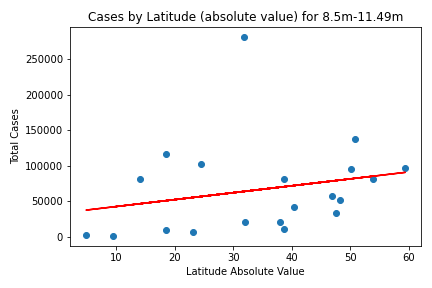 Cases by Latitude (absolute value) for 8.5m-11.49m
250000
200000
150000
100000
50000
0
Total Cases
10 20 30 40 50 60
Latitude Absolute Value